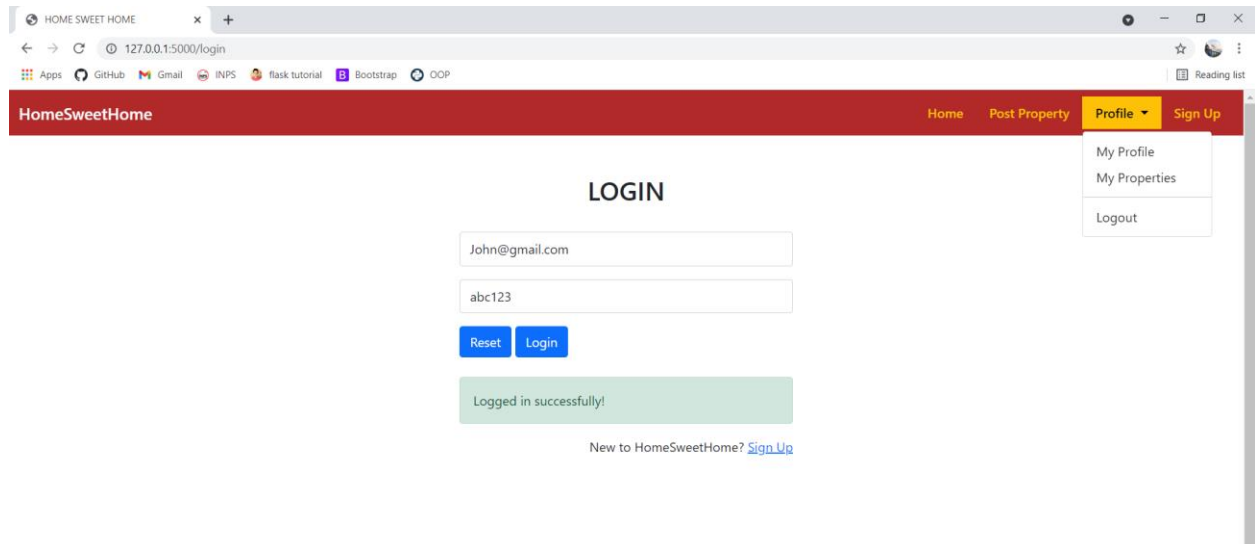 HOME SWEET HOME
127.0.0.1:5000/login
Apps GitHub Gmail INPS flask tutorial B Bootstrap OOP Reading list
HomeSweetHome Home Post Property Profile Sign Up
My Profile
My Properties
Logout
LOGIN
John@gmail.com
abc123
Reset Login
Logged in successfully!
New to HomeSweetHome? Sign Up